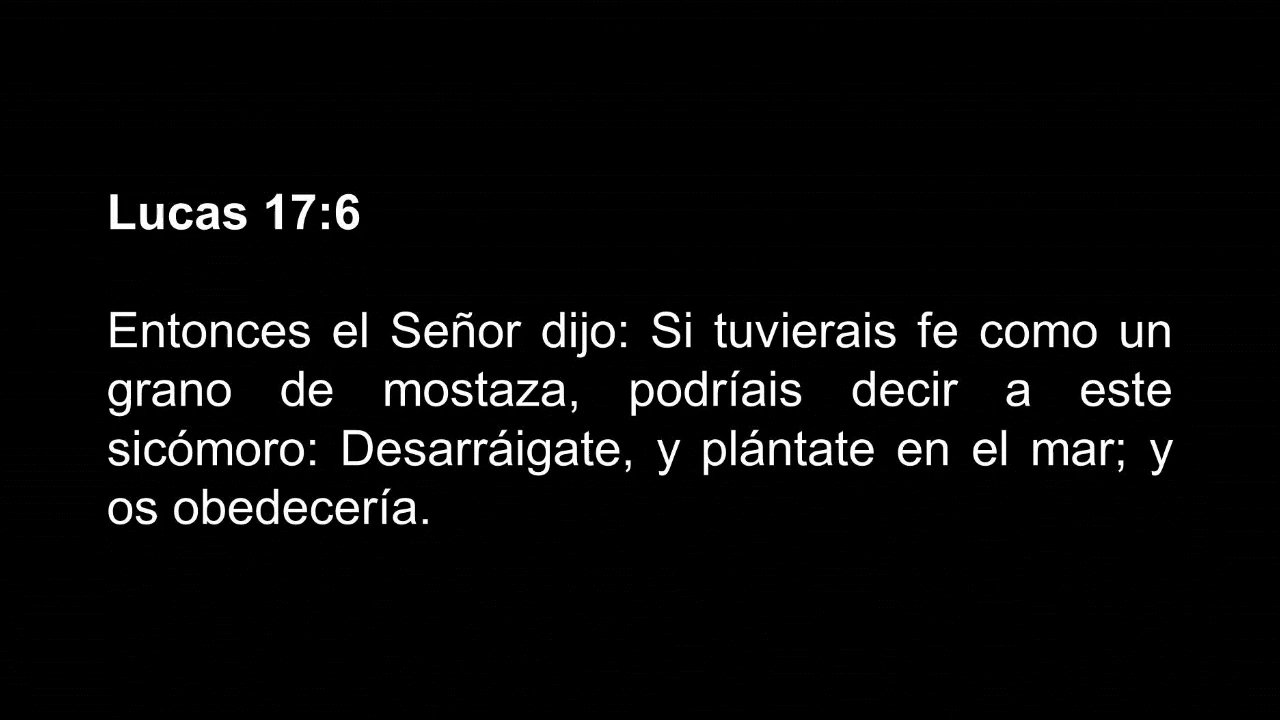 Lucas 17:6
Entonces el Señor dijo: Si tuvierais fe como un
grano de mostaza, podríais decir a este
sicómoro: Desarráigate, y plántate en el mar; y
os obedecería.